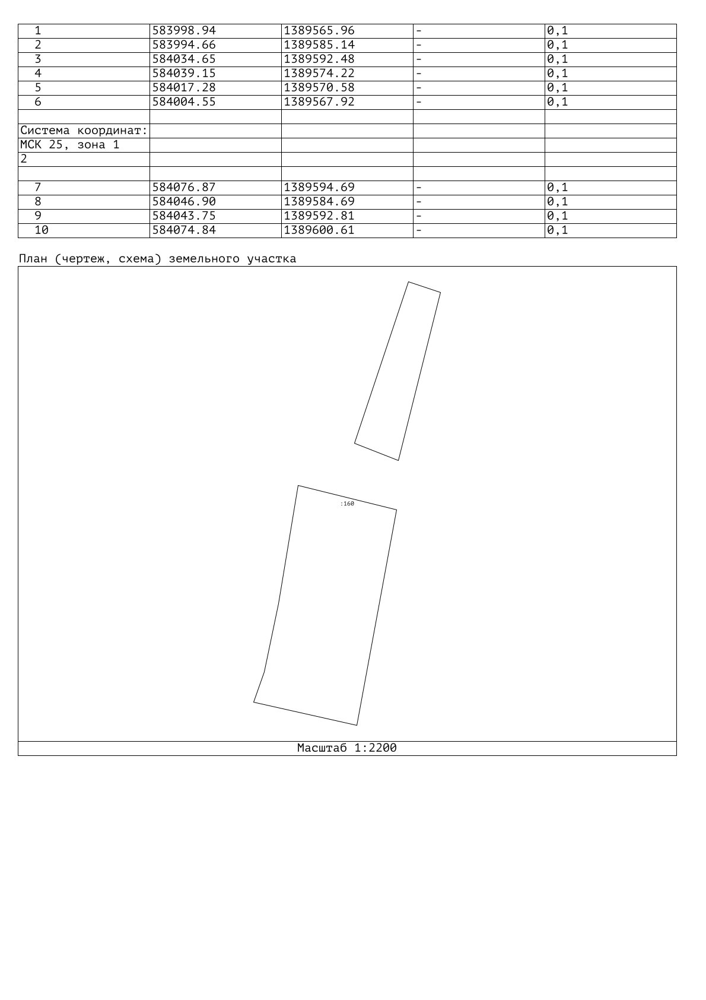 1 583998.94 1389565.96 - 0,1
2 583994.66 1389585.14 - 0,1
3 584034.65 1389592.48 - 0,1
4 584039.15 1389574.22 - 0,1
5 584017.28 1389570.58 - 0,1
6 584004.55 1389567.92 - 0,1
Система координат:
МСК 25, зона 1
2
7 584076.87 1389594.69 - 0,1
8 584046.90 1389584.69 - 0,1
9 584043.75 1389592.81 - 0,1
10 584074.84 1389600.61 - 0,1
План (чертеж, схема) земельного участка
:160
Масштаб 1:2200